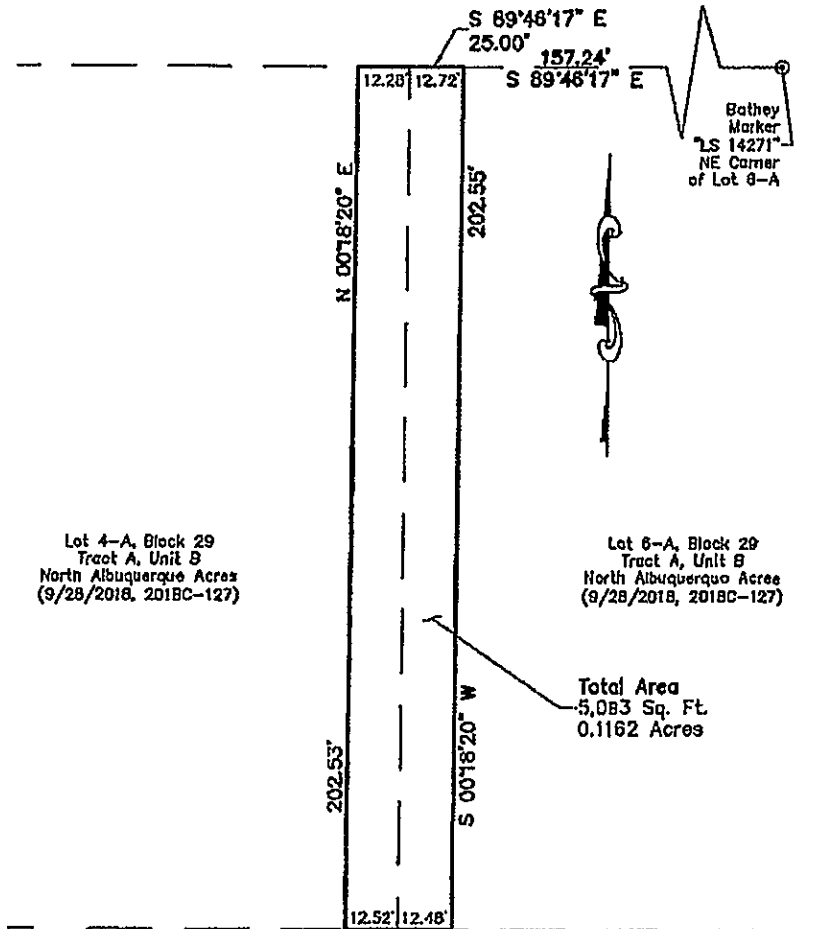 S 89°46'17" E
25.00'
157.24'
S 89°46'17" E
12.28' 12.72'
Bathey
Marker
"LS 14271"
NE Corner
of Lot 6-A
N 00°18'20" E
202.55'
Lot 4-A, Block 29
Tract A, Unit B
North Albuquerque Acres
(9/28/2018, 2018C-127)
Lot 6-A, Block 29
Tract A, Unit B
North Albuquerque Acres
(9/28/2018, 2018C-127)
Total Area
5,083 Sq. Ft.
0.1162 Acres
202.53'
S 00°18'20" W
12.52' 12.48'